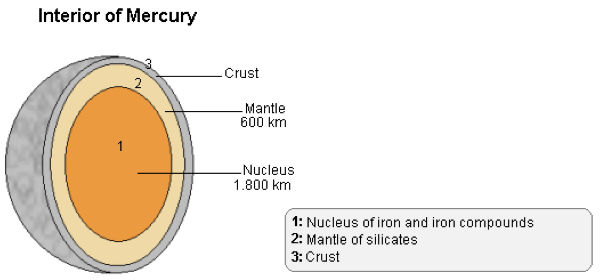 Interior of Mercury
3
Crust
2
Mantle
600 km
1
Nucleus
1.800 km
1: Nucleus of iron and iron compounds
2: Mantle of silicates
3: Crust